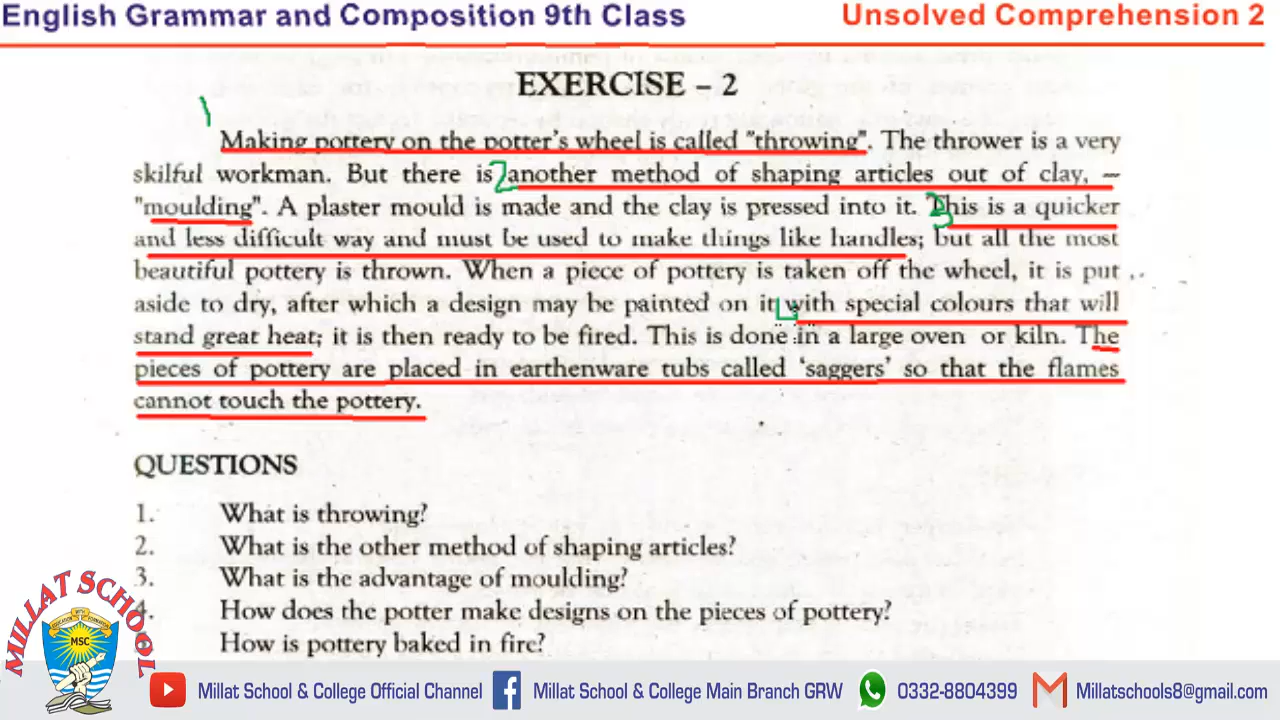 English Grammar and Composition 9th Class
Unsolved Comprehension 2
EXERCISE – 2
1
Making pottery on the potter's wheel is called "throwing". The thrower is a very
skilful workman. But there is 2 another method of shaping articles out of clay, –
"moulding". A plaster mould is made and the clay is pressed into it. 3 This is a quicker
and less difficult way and must be used to make things like handles; but all the most
beautiful pottery is thrown. When a piece of pottery is taken off the wheel, it is put
aside to dry, after which a design may be painted on it with special colours that will
stand great heat; it is then ready to be fired. This is done in a large oven or kiln. The
pieces of pottery are placed in earthenware tubs called 'saggers' so that the flames
cannot touch the pottery.
QUESTIONS
1. What is throwing?
2. What is the other method of shaping articles?
3. What is the advantage of moulding?
4. How does the potter make designs on the pieces of pottery?
How is pottery baked in fire?
MILLAT SCHOOL
MSC
Millat School & College Official Channel
Millat School & College Main Branch GRW
0332-8804399
Millatschools8@gmail.com